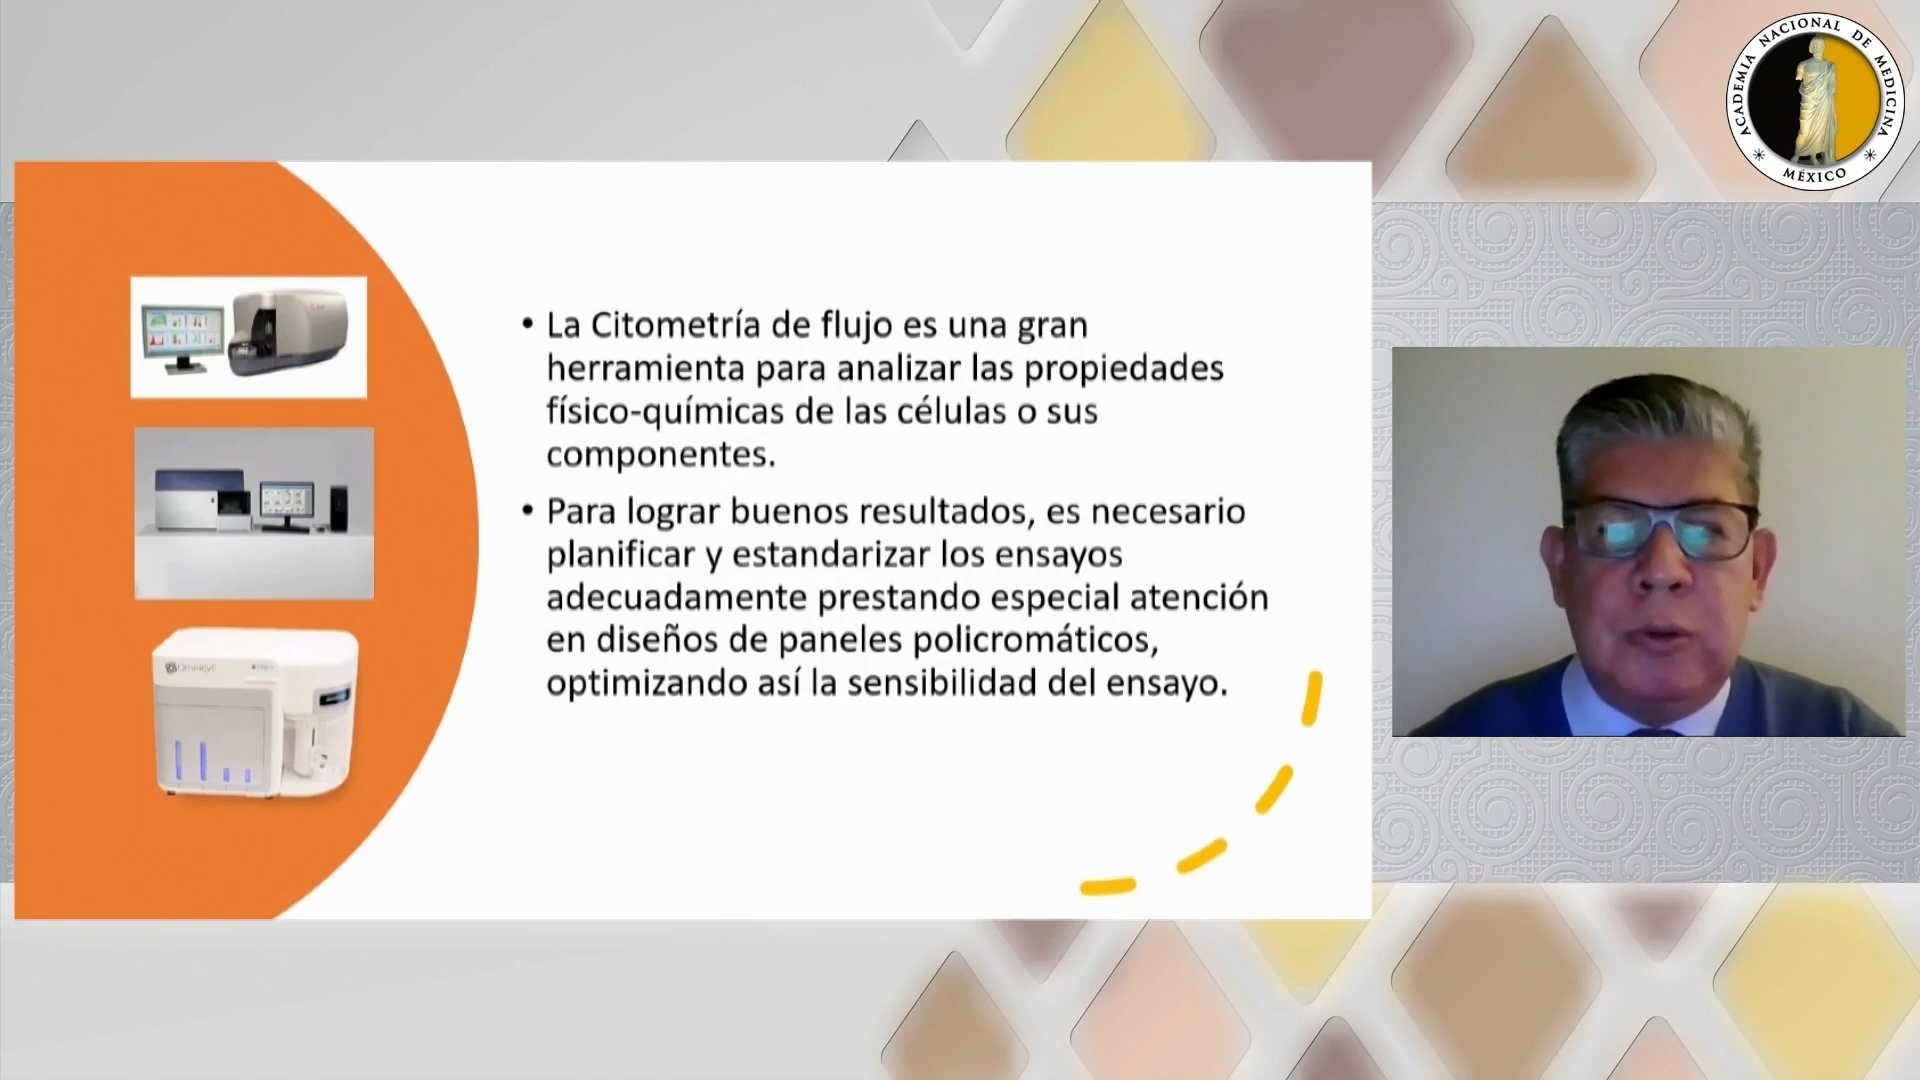 ACADEMIA NACIONAL DE MEDICINA
MÉXICO
• La Citometría de flujo es una gran
herramienta para analizar las propiedades
físico-químicas de las células o sus
componentes.
• Para lograr buenos resultados, es necesario
planificar y estandarizar los ensayos
adecuadamente prestando especial atención
en diseños de paneles policromáticos,
optimizando así la sensibilidad del ensayo.